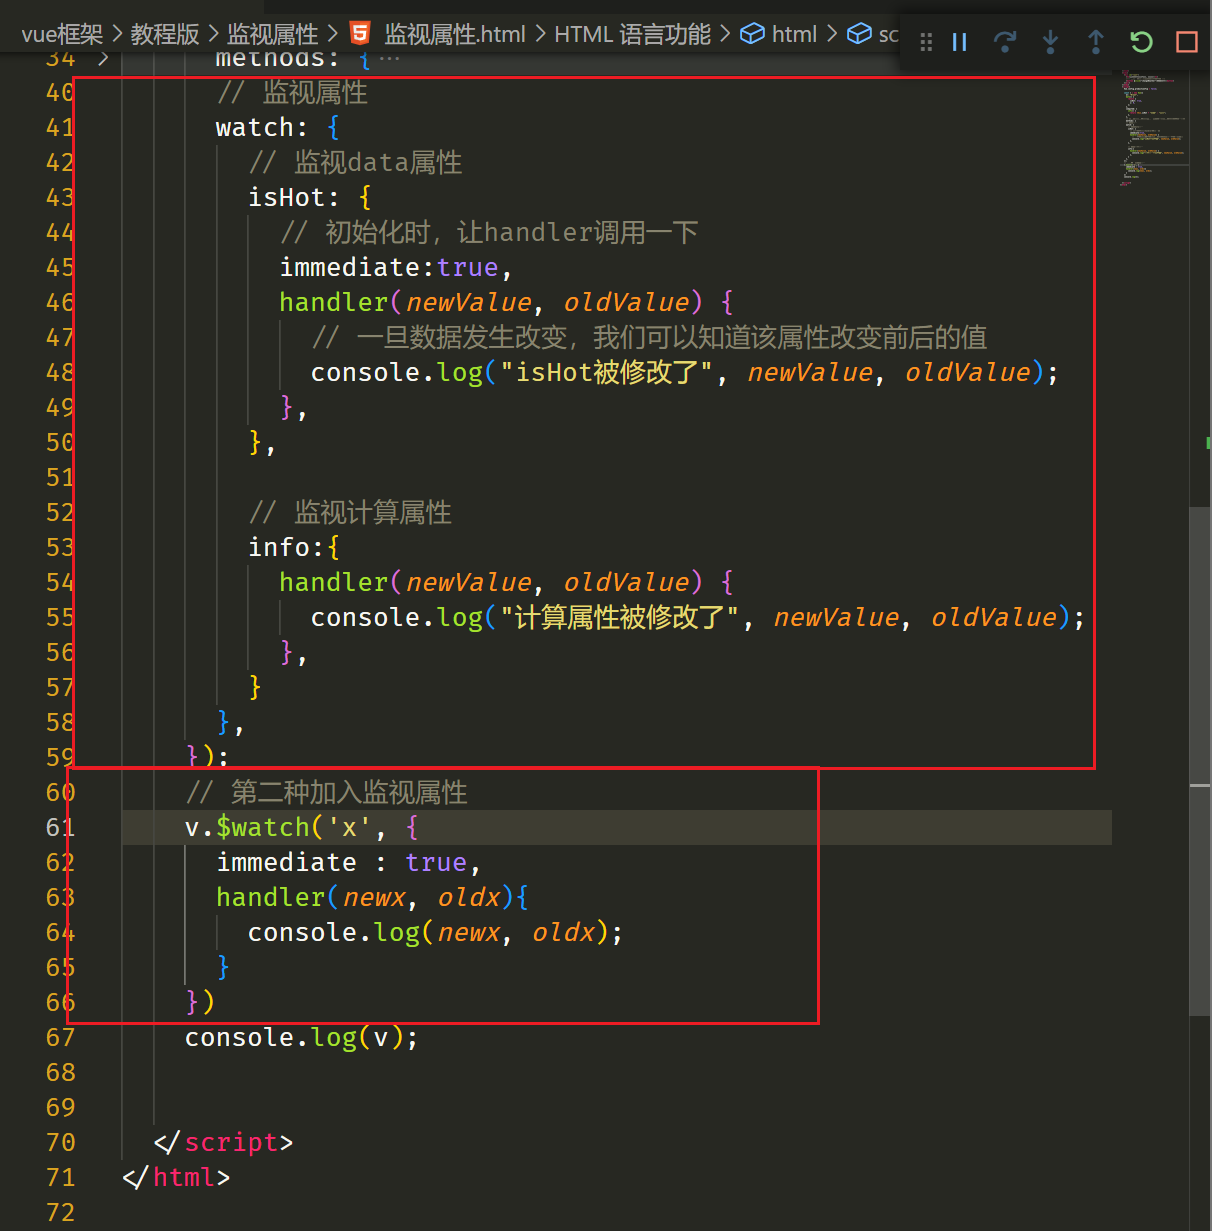 vue框架 > 教程版 > 监视属性 > 监视属性.html > HTML 语言功能 > html > sc
34 > methods: { ···
40 // 监视属性
41 watch: {
42 // 监视data属性
43 isHot: {
44 // 初始化时，让handler调用一下
45 immediate:true,
46 handler(newValue, oldValue) {
47 // 一旦数据发生改变，我们可以知道该属性改变前后的值
48 console.log("isHot被修改了", newValue, oldValue);
49 },
50 },
51
52 // 监视计算属性
53 info:{
54 handler(newValue, oldValue) {
55 console.log("计算属性被修改了", newValue, oldValue);
56 },
57 }
58 },
59 });
60 // 第二种加入监视属性
61 v.$watch('x', {
62 immediate : true,
63 handler(newx, oldx){
64 console.log(newx, oldx);
65 }
66 })
67 console.log(v);
68
69
70 </script>
71 </html>
72